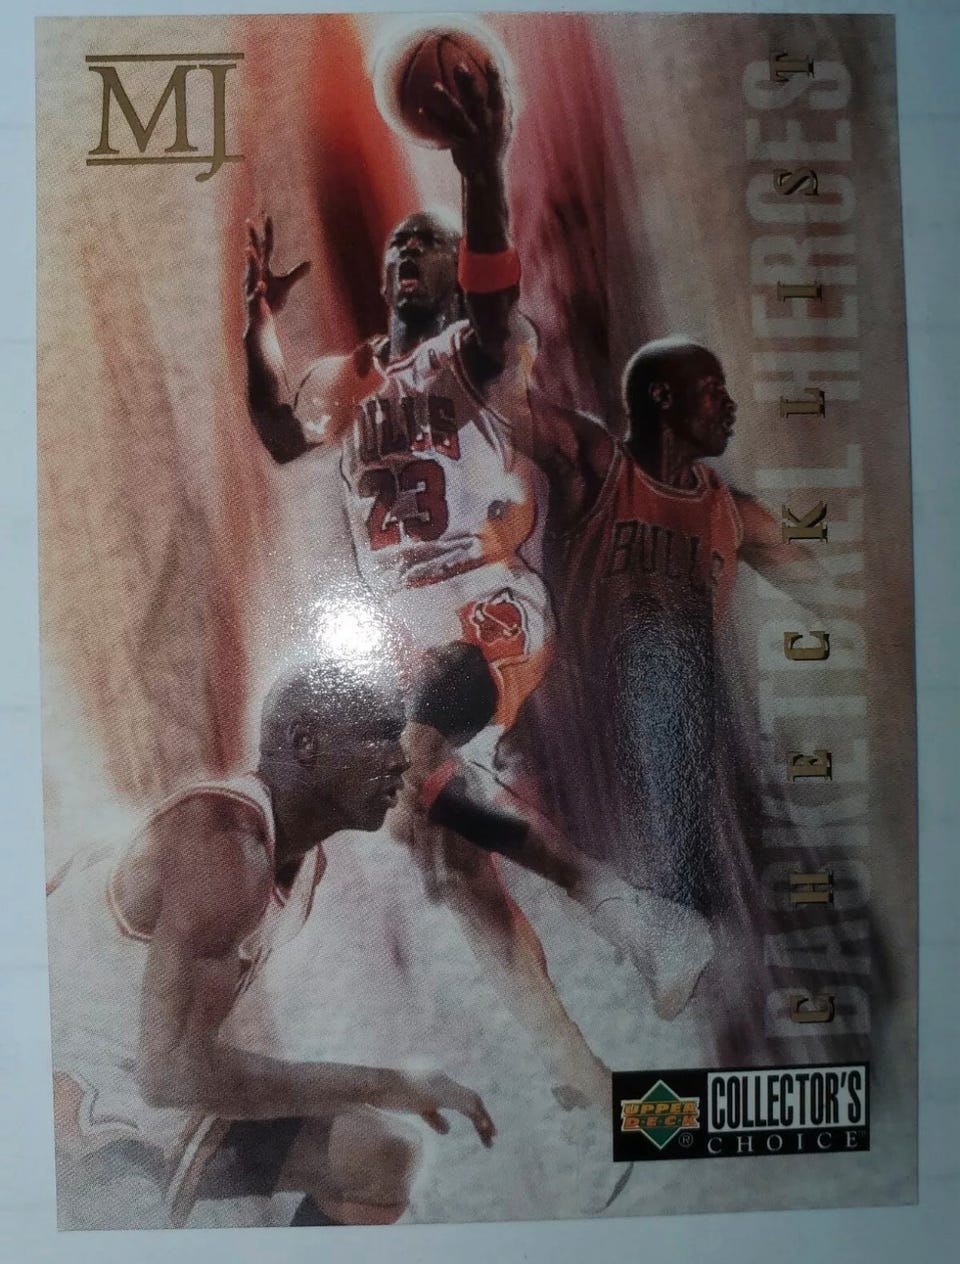 MJ
BASKETBALL HEROES
CHECKLIST
BULLS
23
BULLS
UPPER
DECK
®
COLLECTOR'S
CHOICE